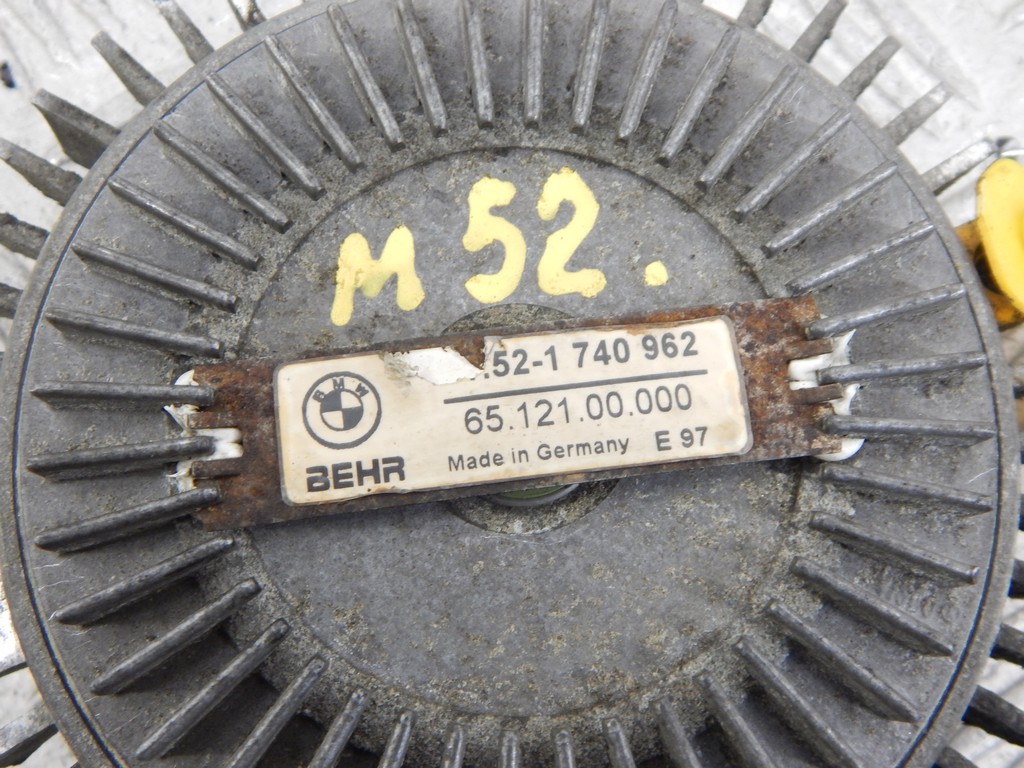 M 52.
.52-1 740 962
65.121.00.000
BMW
BEHR
Made in Germany E 97